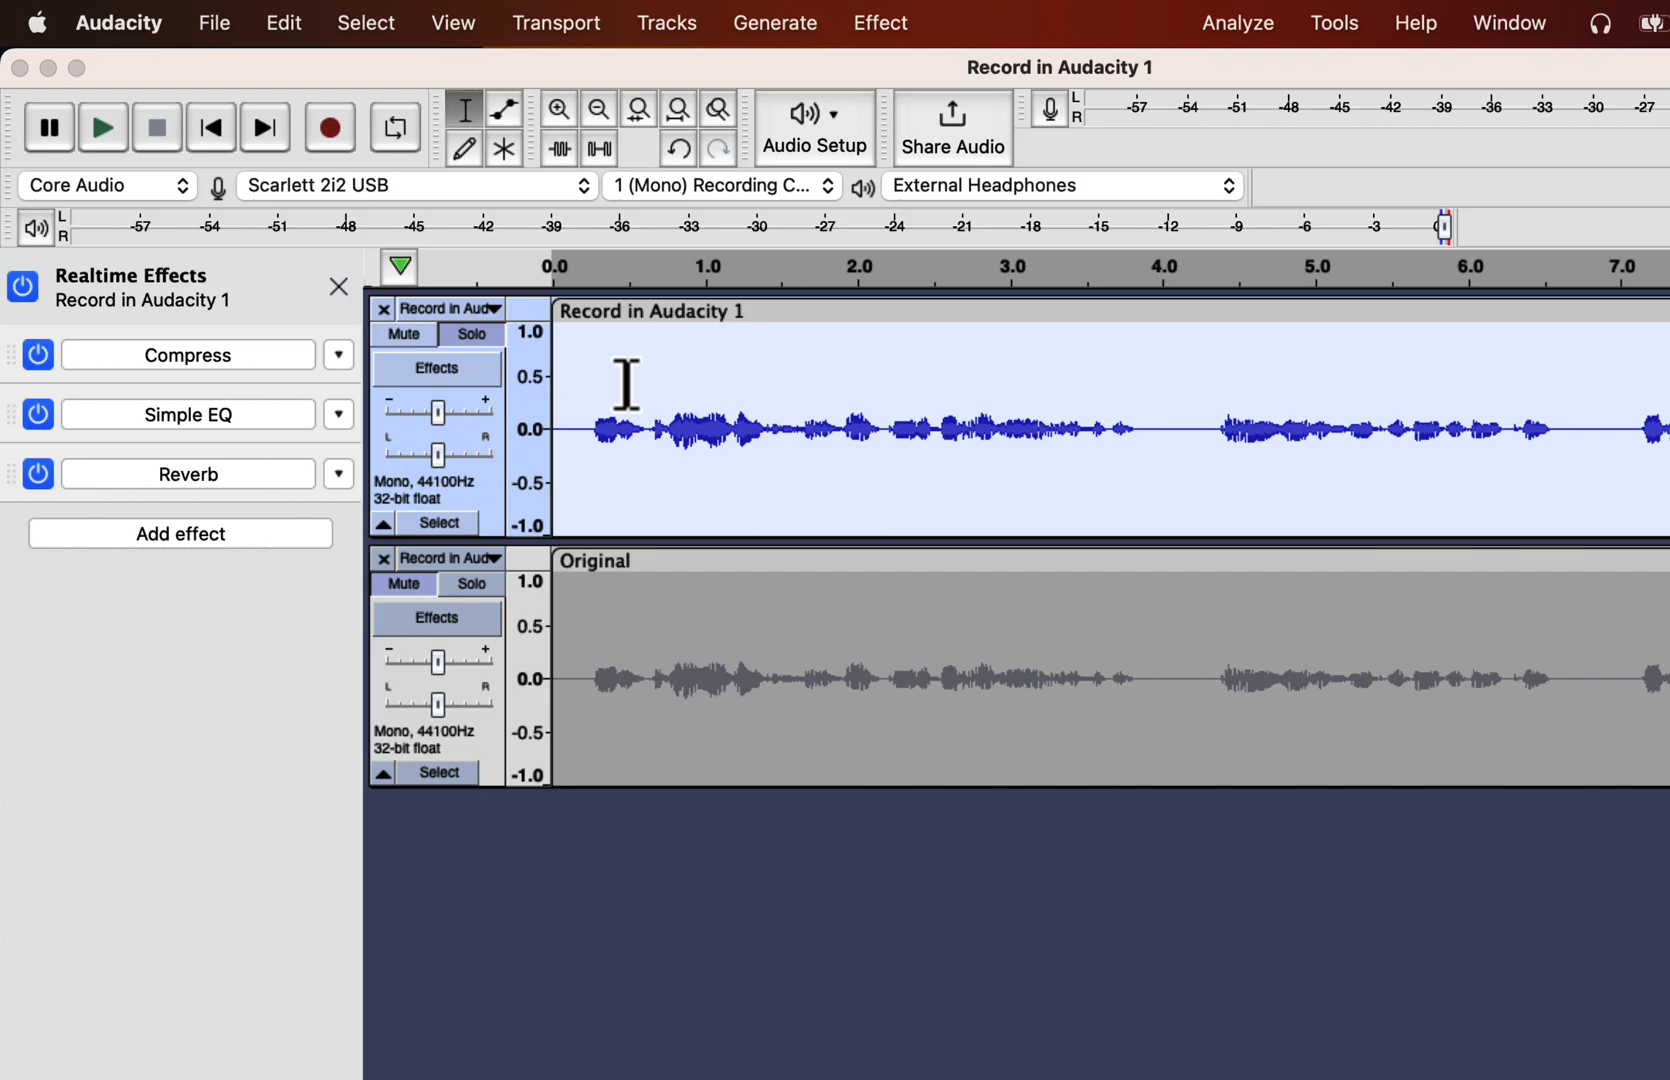 Audacity File Edit Select View Transport Tracks Generate Effect Analyze Tools Help Window
Record in Audacity 1
Audio Setup
Share Audio
L
R
-57 -54 -51 -48 -45 -42 -39 -36 -33 -30 -27
Core Audio
Scarlett 2i2 USB
1 (Mono) Recording C...
External Headphones
L
R
-57 -54 -51 -48 -45 -42 -39 -36 -33 -30 -27 -24 -21 -18 -15 -12 -9 -6 -3 0
Realtime Effects
Record in Audacity 1
Compress
Simple EQ
Reverb
Add effect
0.0 1.0 2.0 3.0 4.0 5.0 6.0 7.0
Record in Aud
Mute Solo
Effects
- +
L R
Mono, 44100Hz
32-bit float
Select
1.0
0.5
0.0
-0.5
-1.0
Record in Audacity 1
Record in Aud
Mute Solo
Effects
- +
L R
Mono, 44100Hz
32-bit float
Select
1.0
0.5
0.0
-0.5
-1.0
Original